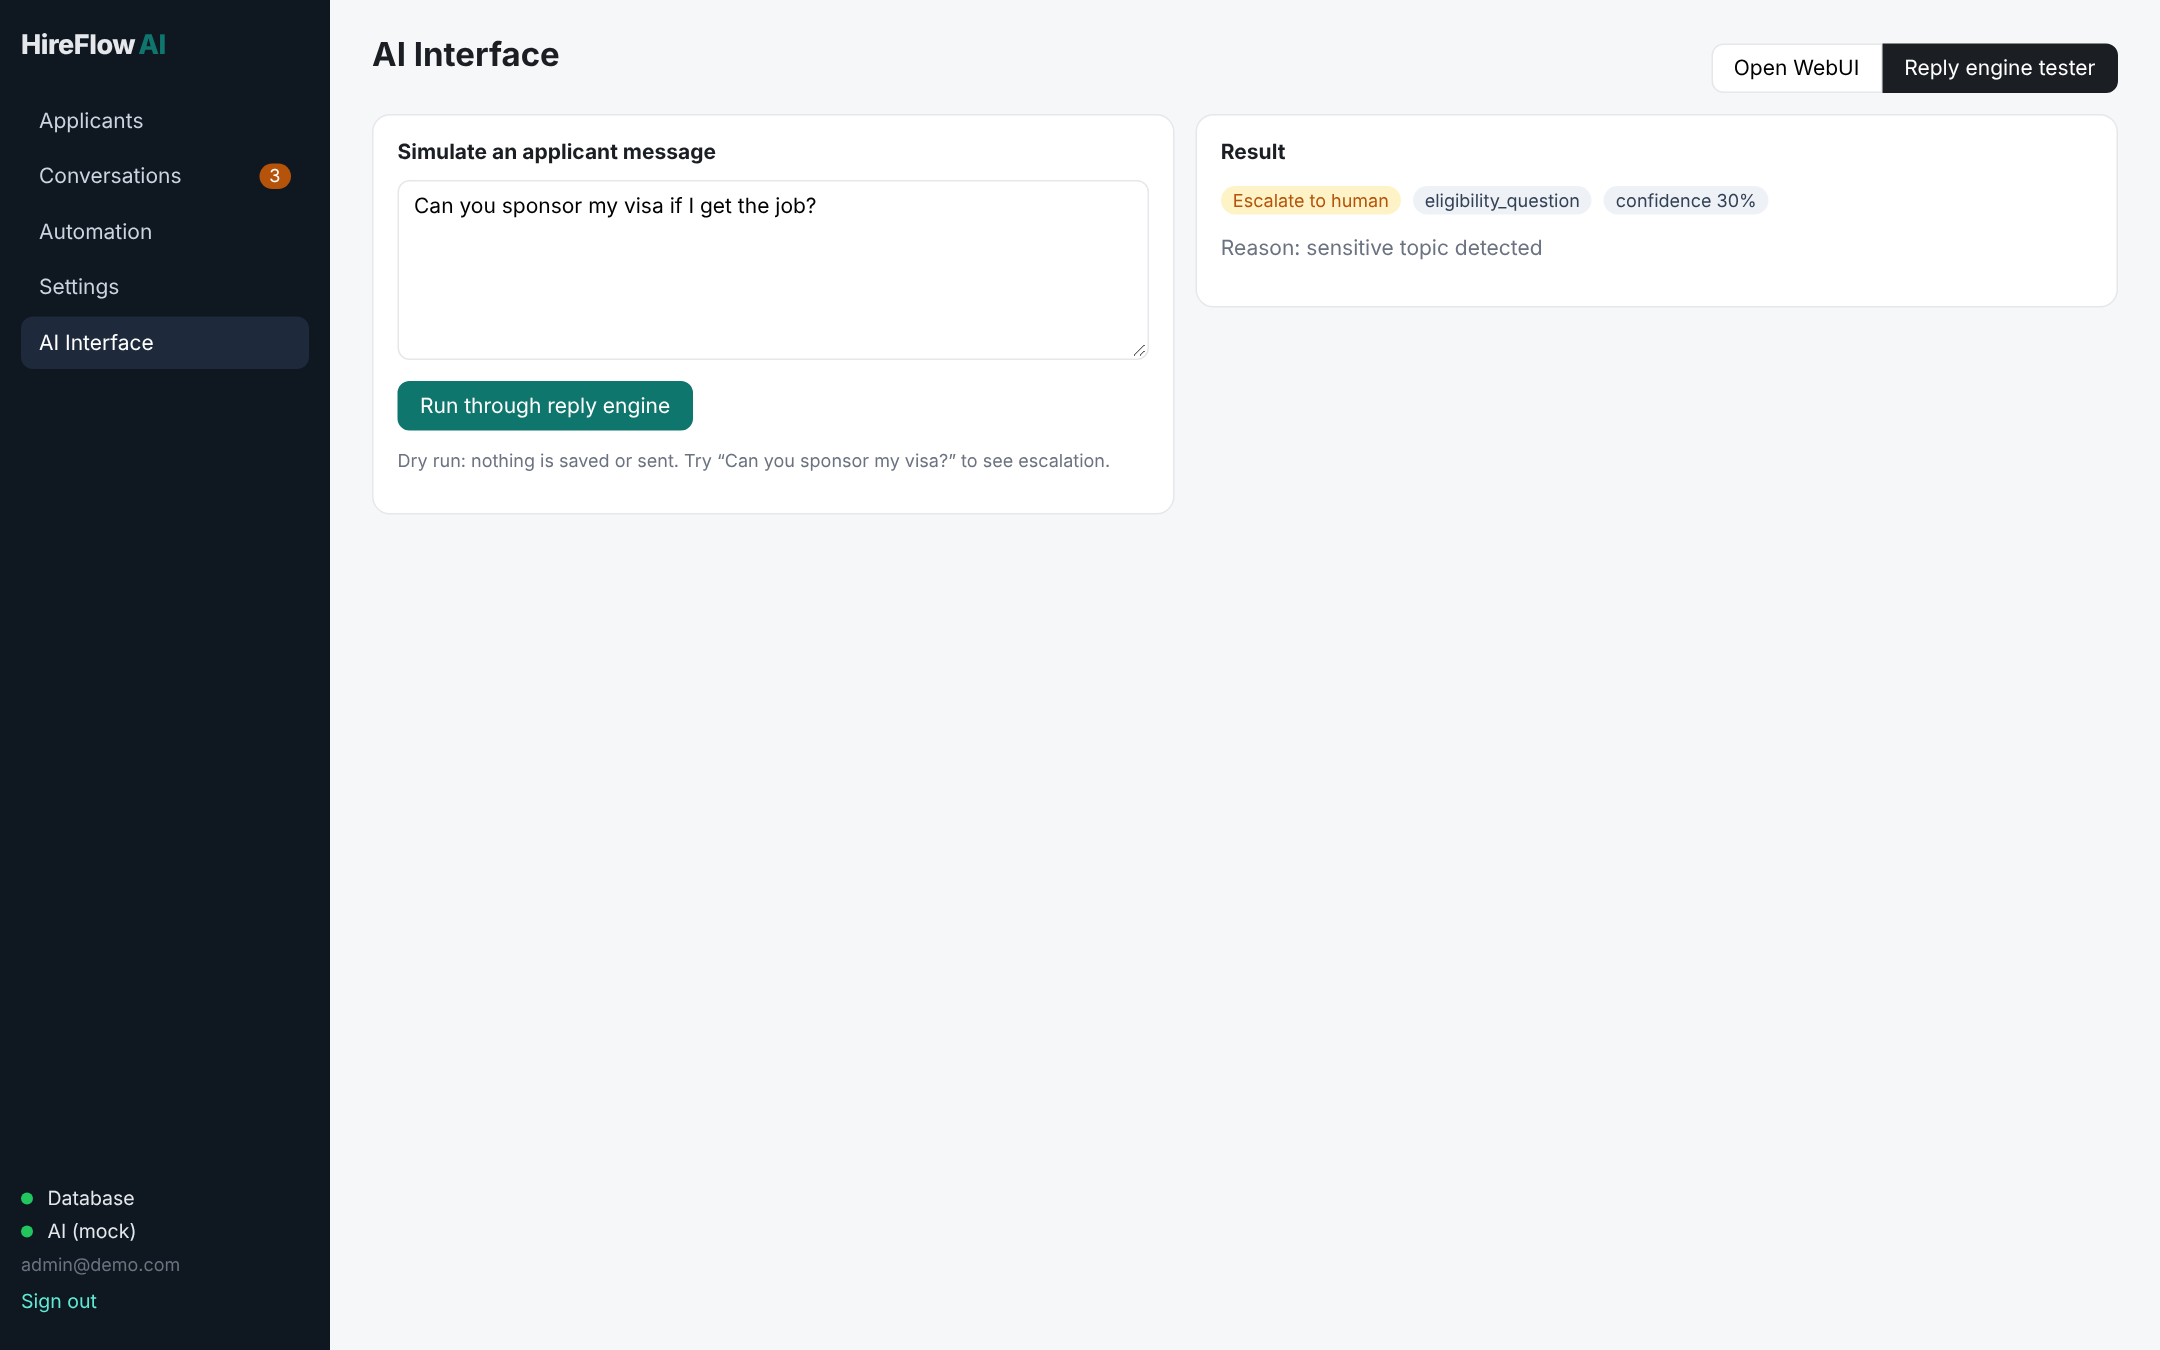 HireFlow AI
Applicants
Conversations 3
Automation
Settings
AI Interface
Database
AI (mock)
admin@demo.com
Sign out
AI Interface
Open WebUI
Reply engine tester
Simulate an applicant message
Can you sponsor my visa if I get the job?
Run through reply engine
Dry run: nothing is saved or sent. Try “Can you sponsor my visa?” to see escalation.
Result
Escalate to human eligibility_question confidence 30%
Reason: sensitive topic detected